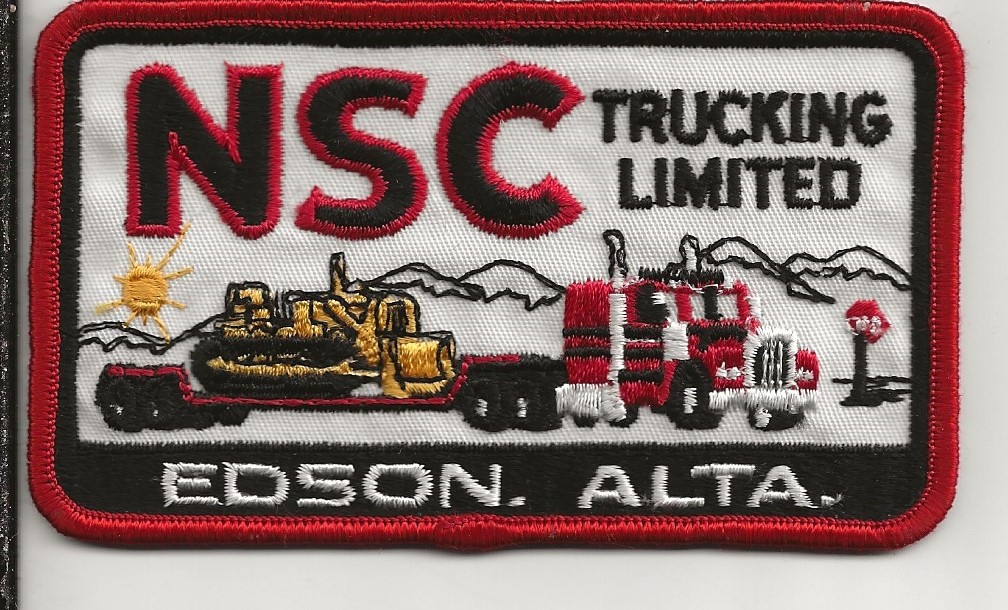 NSC TRUCKING
LIMITED
EDSON, ALTA.